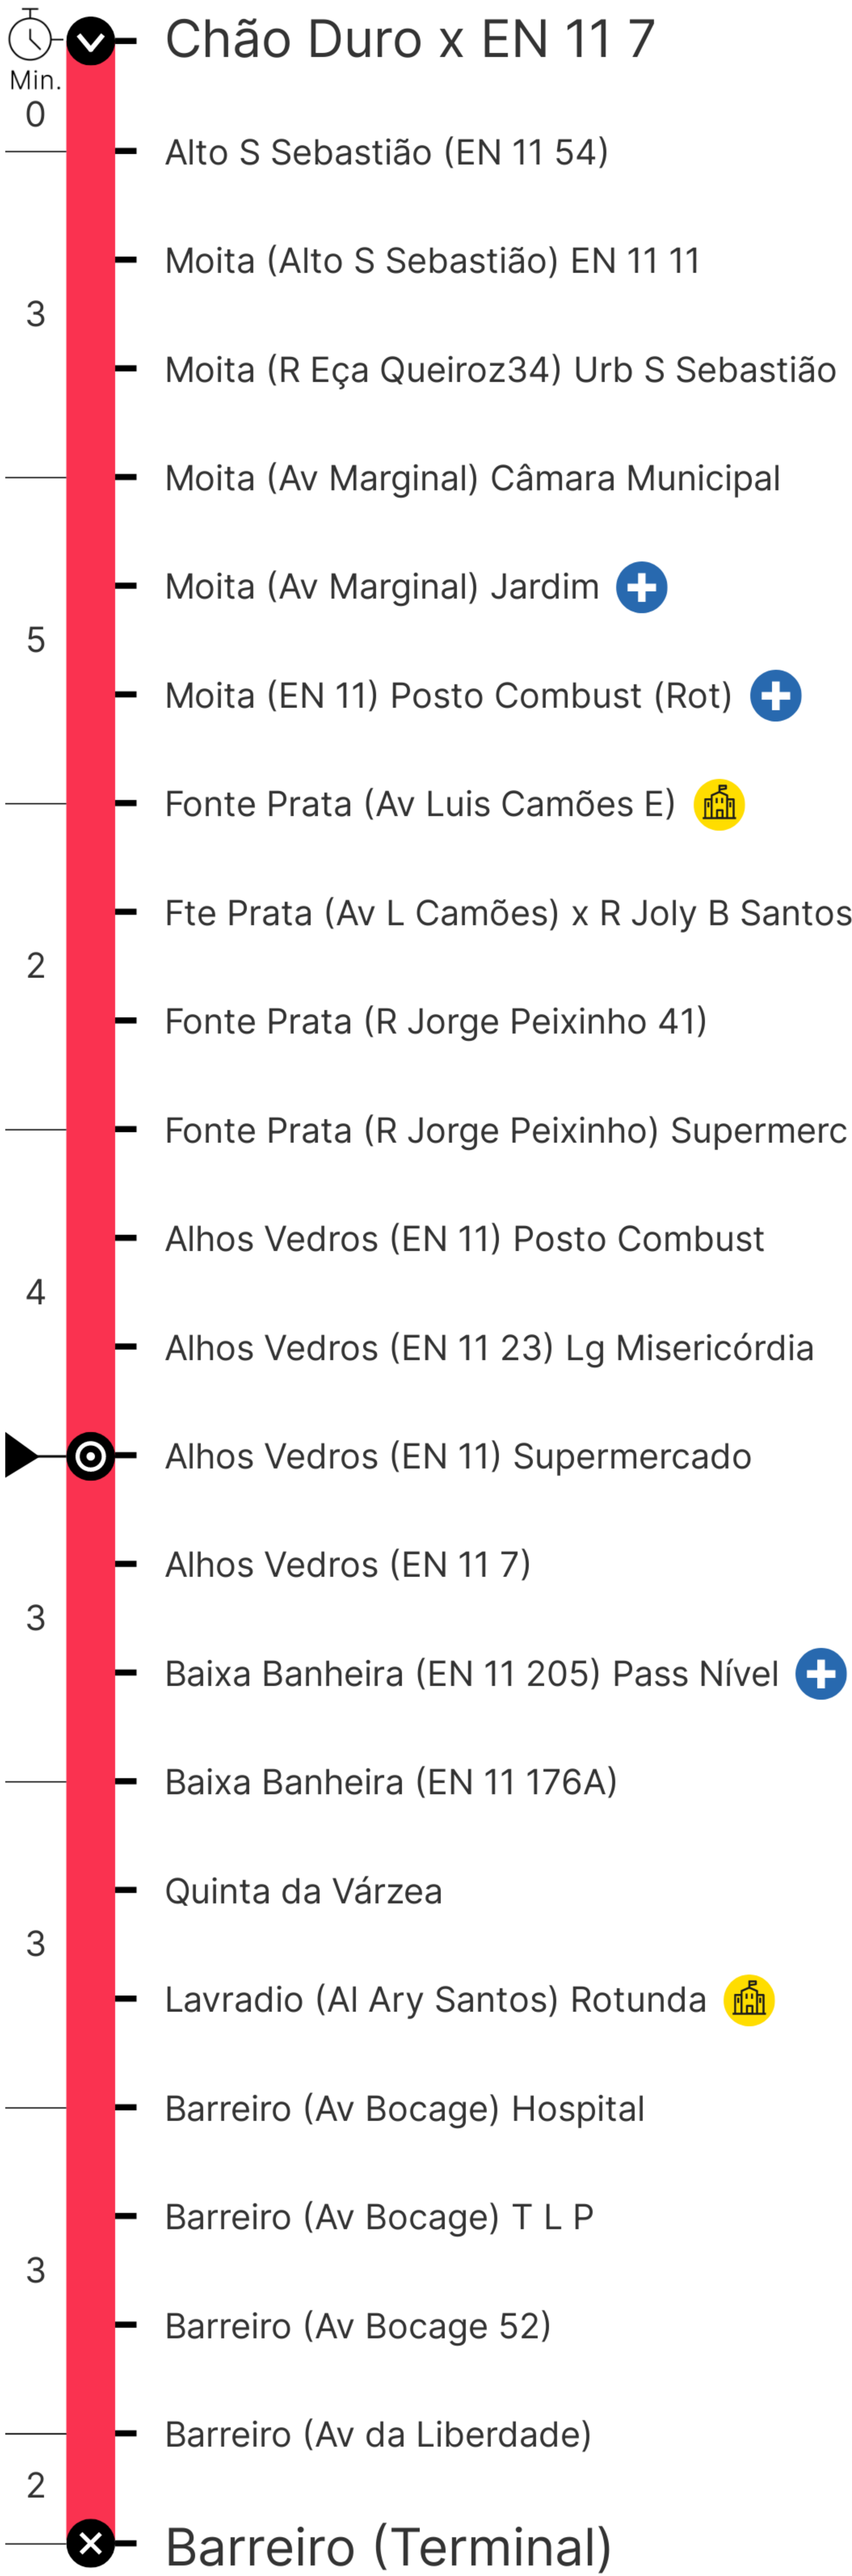 Chão Duro x EN 11 7
Min.
0
Alto S Sebastião (EN 11 54)
Moita (Alto S Sebastião) EN 11 11
3
Moita (R Eça Queiroz34) Urb S Sebastião
Moita (Av Marginal) Câmara Municipal
Moita (Av Marginal) Jardim
5
Moita (EN 11) Posto Combust (Rot)
Fonte Prata (Av Luis Camões E)
Fte Prata (Av L Camões) x R Joly B Santos
2
Fonte Prata (R Jorge Peixinho 41)
Fonte Prata (R Jorge Peixinho) Supermerc
Alhos Vedros (EN 11) Posto Combust
4
Alhos Vedros (EN 11 23) Lg Misericórdia
Alhos Vedros (EN 11) Supermercado
Alhos Vedros (EN 11 7)
3
Baixa Banheira (EN 11 205) Pass Nível
Baixa Banheira (EN 11 176A)
Quinta da Várzea
3
Lavradio (Al Ary Santos) Rotunda
Barreiro (Av Bocage) Hospital
Barreiro (Av Bocage) T L P
3
Barreiro (Av Bocage 52)
Barreiro (Av da Liberdade)
2
Barreiro (Terminal)